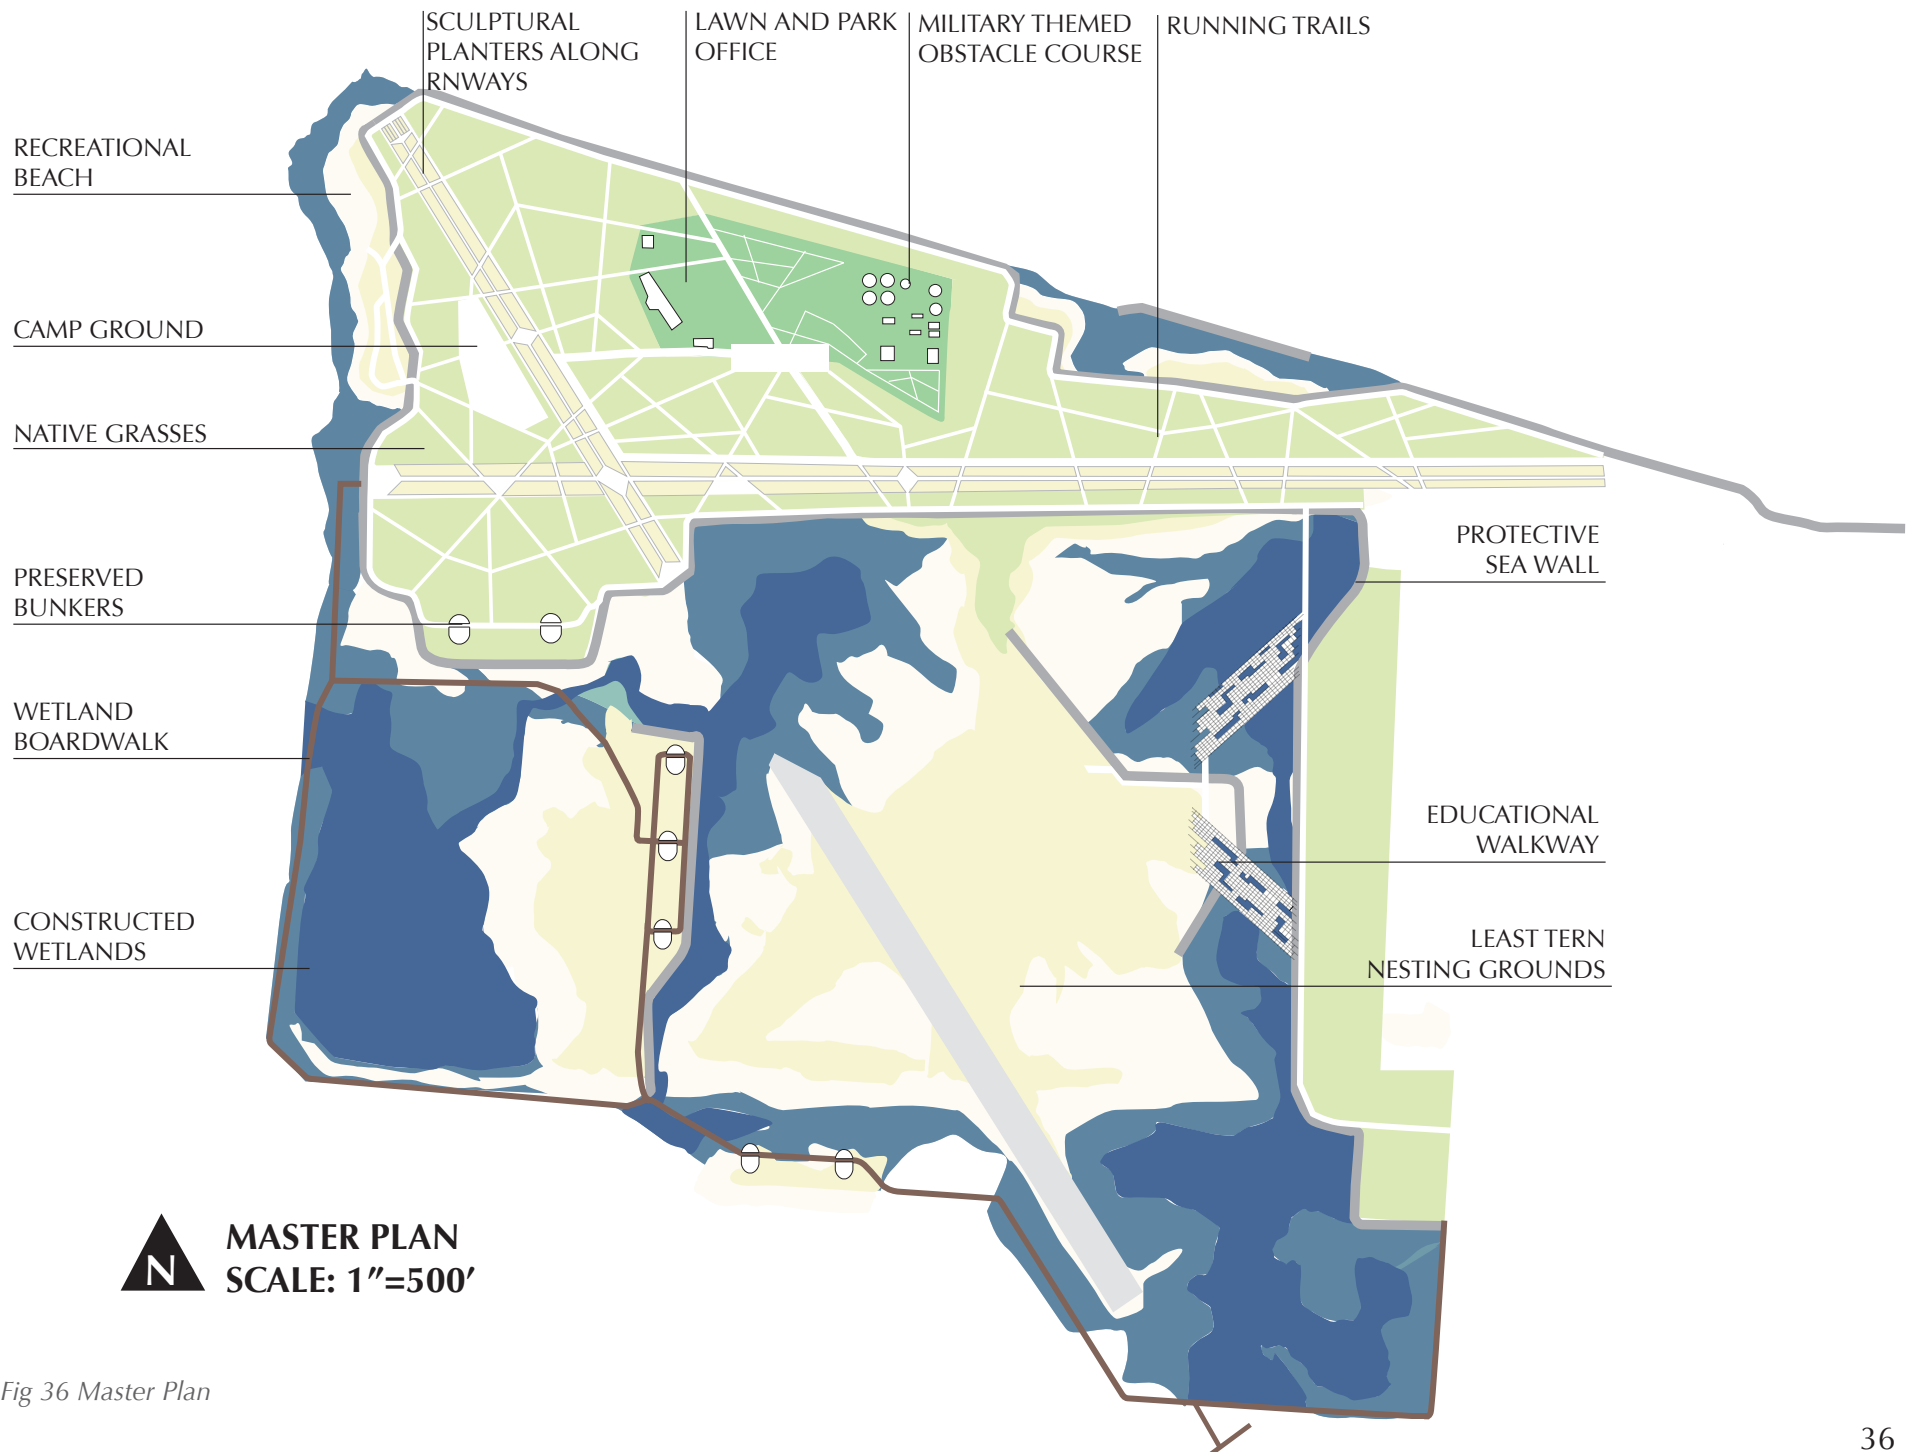 SCULPTURAL
PLANTERS ALONG
RNWAYS
LAWN AND PARK
OFFICE
MILITARY THEMED
OBSTACLE COURSE
RUNNING TRAILS
RECREATIONAL
BEACH
CAMP GROUND
NATIVE GRASSES
PRESERVED
BUNKERS
WETLAND
BOARDWALK
CONSTRUCTED
WETLANDS
PROTECTIVE
SEA WALL
EDUCATIONAL
WALKWAY
LEAST TERN
NESTING GROUNDS
N
MASTER PLAN
SCALE: 1″=500′
Fig 36 Master Plan
36